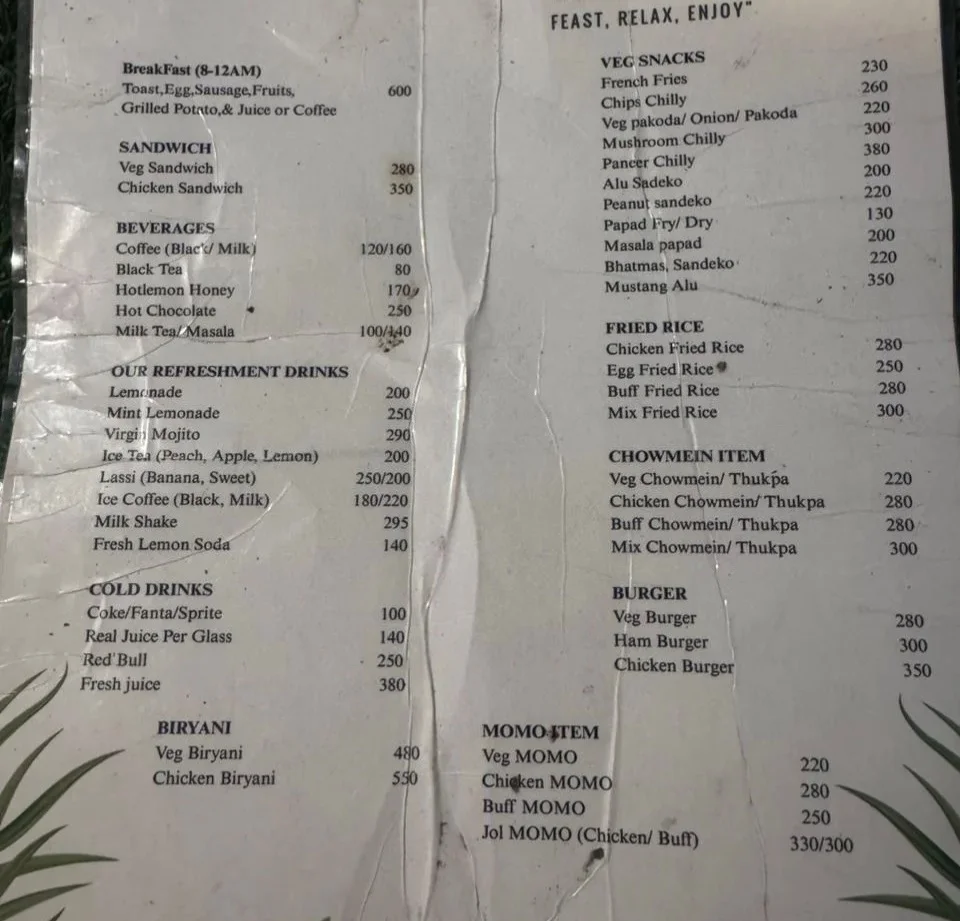 FEAST, RELAX, ENJOY"
BreakFast (8-12AM)
Toast,Egg,Sausage,Fruits, 600
Grilled Potato,& Juice or Coffee
SANDWICH
Veg Sandwich 280
Chicken Sandwich 350
BEVERAGES
Coffee (Black/ Milk) 120/160
Black Tea 80
Hotlemon Honey 170
Hot Chocolate 250
Milk Tea/ Masala 100/140
OUR REFRESHMENT DRINKS
Lemonade 200
Mint Lemonade 250
Virgin Mojito 290
Ice Tea (Peach, Apple, Lemon) 200
Lassi (Banana, Sweet) 250/200
Ice Coffee (Black, Milk) 180/220
Milk Shake 295
Fresh Lemon Soda 140
COLD DRINKS
Coke/Fanta/Sprite 100
Real Juice Per Glass 140
Red Bull 250
Fresh juice 380
BIRYANI
Veg Biryani 480
Chicken Biryani 550
VEG SNACKS
French Fries 230
Chips Chilly 260
Veg pakoda/ Onion/ Pakoda 220
Mushroom Chilly 300
Paneer Chilly 380
Alu Sadeko 200
Peanut sandeko 220
Papad Fry/ Dry 130
Masala papad 200
Bhatmas, Sandeko 220
Mustang Alu 350
FRIED RICE
Chicken Fried Rice 280
Egg Fried Rice 250
Buff Fried Rice 280
Mix Fried Rice 300
CHOWMEIN ITEM
Veg Chowmein/ Thukpa 220
Chicken Chowmein/ Thukpa 280
Buff Chowmein/ Thukpa 280
Mix Chowmein/ Thukpa 300
BURGER
Veg Burger 280
Ham Burger 300
Chicken Burger 350
MOMO ITEM
Veg MOMO 220
Chicken MOMO 280
Buff MOMO 250
Jol MOMO (Chicken/ Buff) 330/300